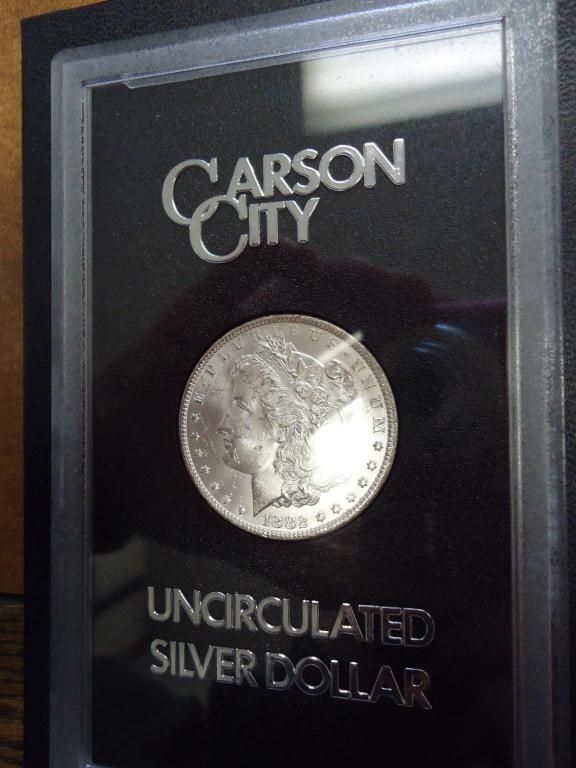 CARSON
CITY
E·PLURIBUS·UNUM
1882
UNCIRCULATED
SILVER DOLLAR